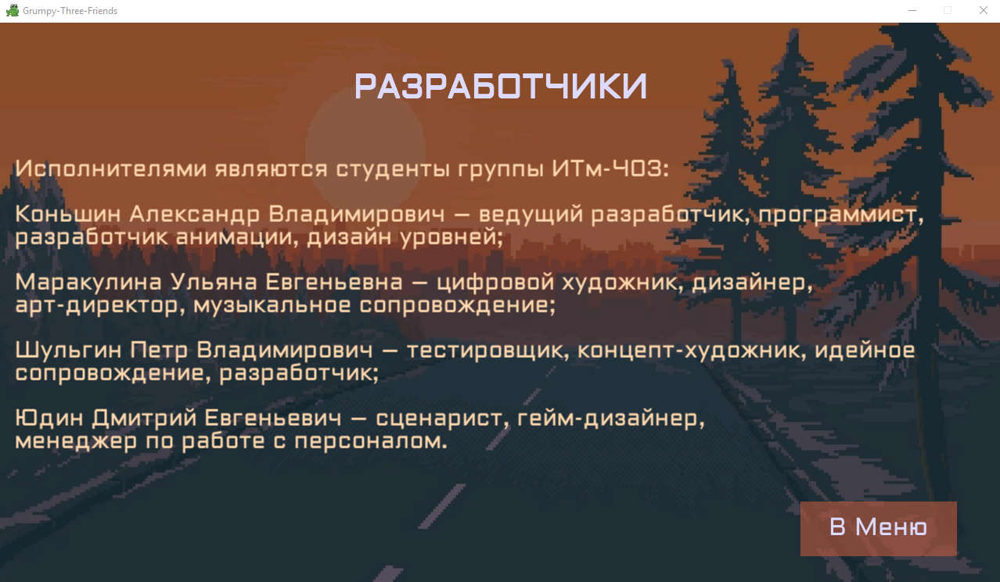 Grumpy-Three-Friends
РАЗРАБОТЧИКИ
Исполнителями являются студенты группы ИТм-403:
Коньшин Александр Владимирович — ведущий разработчик, программист,
разработчик анимации, дизайн уровней;
Маракулина Ульяна Евгеньевна — цифровой художник, дизайнер,
арт-директор, музыкальное сопровождение;
Шульгин Петр Владимирович — тестировщик, концепт-художник, идейное
сопровождение, разработчик;
Юдин Дмитрий Евгеньевич — сценарист, гейм-дизайнер,
менеджер по работе с персоналом.
В Меню